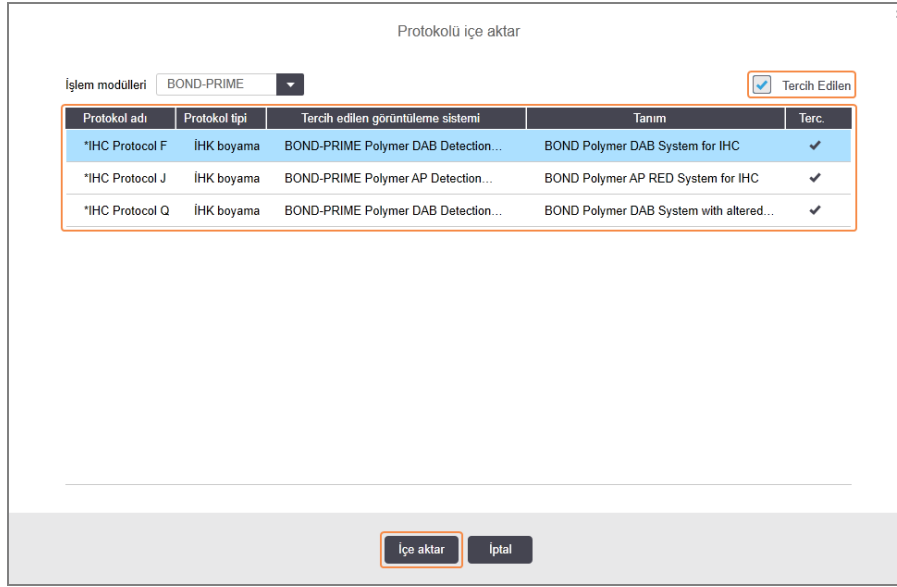 Protokolü içe aktar
İşlem modülleri BOND-PRIME Tercih Edilen
Protokol adı Protokol tipi Tercih edilen görüntüleme sistemi Tanım Terc.
*IHC Protocol F İHK boyama BOND-PRIME Polymer DAB Detection... BOND Polymer DAB System for IHC
*IHC Protocol J İHK boyama BOND-PRIME Polymer AP Detection... BOND Polymer AP RED System for IHC
*IHC Protocol Q İHK boyama BOND-PRIME Polymer DAB Detection... BOND Polymer DAB System with altered...
İçe aktar İptal